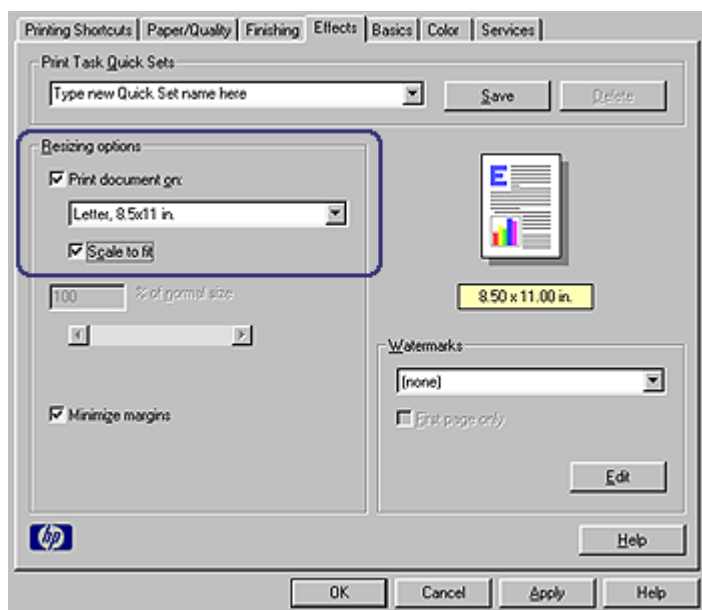 Printing Shortcuts Paper/Quality Finishing Effects Basics Color Services
Print Task Quick Sets
Type new Quick Set name here Save Delete
Resizing options
Print document on:
Letter, 8.5x11 in.
Scale to fit
E
100 % of normal size
8.50 x 11.00 in.
Watermarks
(none)
Minimize margins
First page only
Edit
hp
Help
OK Cancel Apply Help